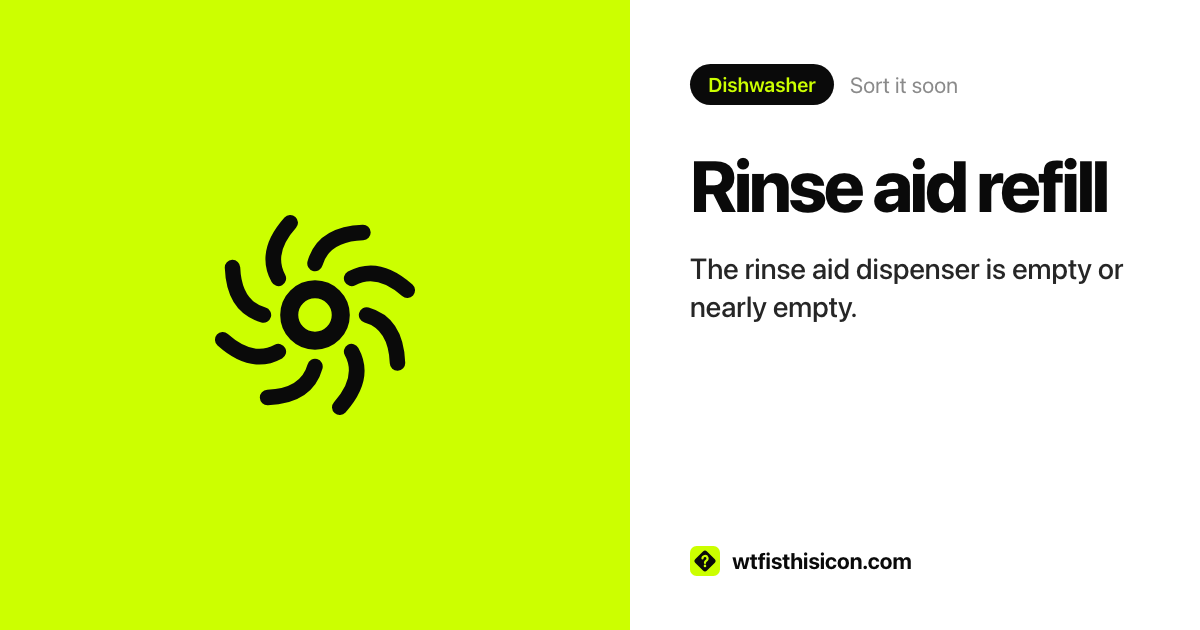 Dishwasher Sort it soon
Rinse aid refill
The rinse aid dispenser is empty or
nearly empty.
? wtfisthisicon.com